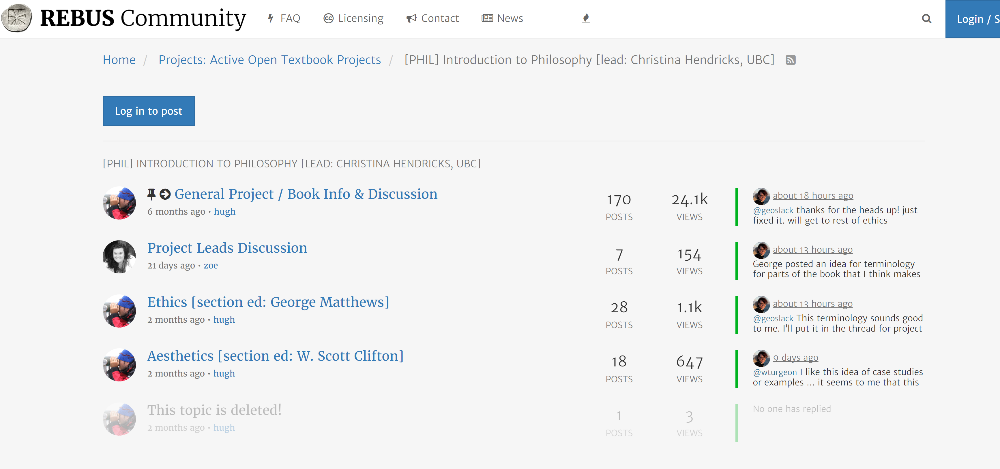 REBUS Community FAQ Licensing Contact News Login /
Home / Projects: Active Open Textbook Projects / [PHIL] Introduction to Philosophy [lead: Christina Hendricks, UBC]
Log in to post
[PHIL] INTRODUCTION TO PHILOSOPHY [LEAD: CHRISTINA HENDRICKS, UBC]
General Project / Book Info & Discussion
6 months ago • hugh
170
POSTS
24.1k
VIEWS
about 18 hours ago
@geoslack thanks for the heads up! just
fixed it. will get to rest of ethics
Project Leads Discussion
21 days ago • zoe
7
POSTS
154
VIEWS
about 13 hours ago
George posted an idea for terminology
for parts of the book that I think makes
Ethics [section ed: George Matthews]
2 months ago • hugh
28
POSTS
1.1k
VIEWS
about 13 hours ago
@geoslack This terminology sounds good
to me. I’ll put it in the thread for project
Aesthetics [section ed: W. Scott Clifton]
2 months ago • hugh
18
POSTS
647
VIEWS
9 days ago
@wturgeon I like this idea of case studies
or examples ... it seems to me that this
This topic is deleted!
2 months ago • hugh
1
POSTS
3
VIEWS
No one has replied